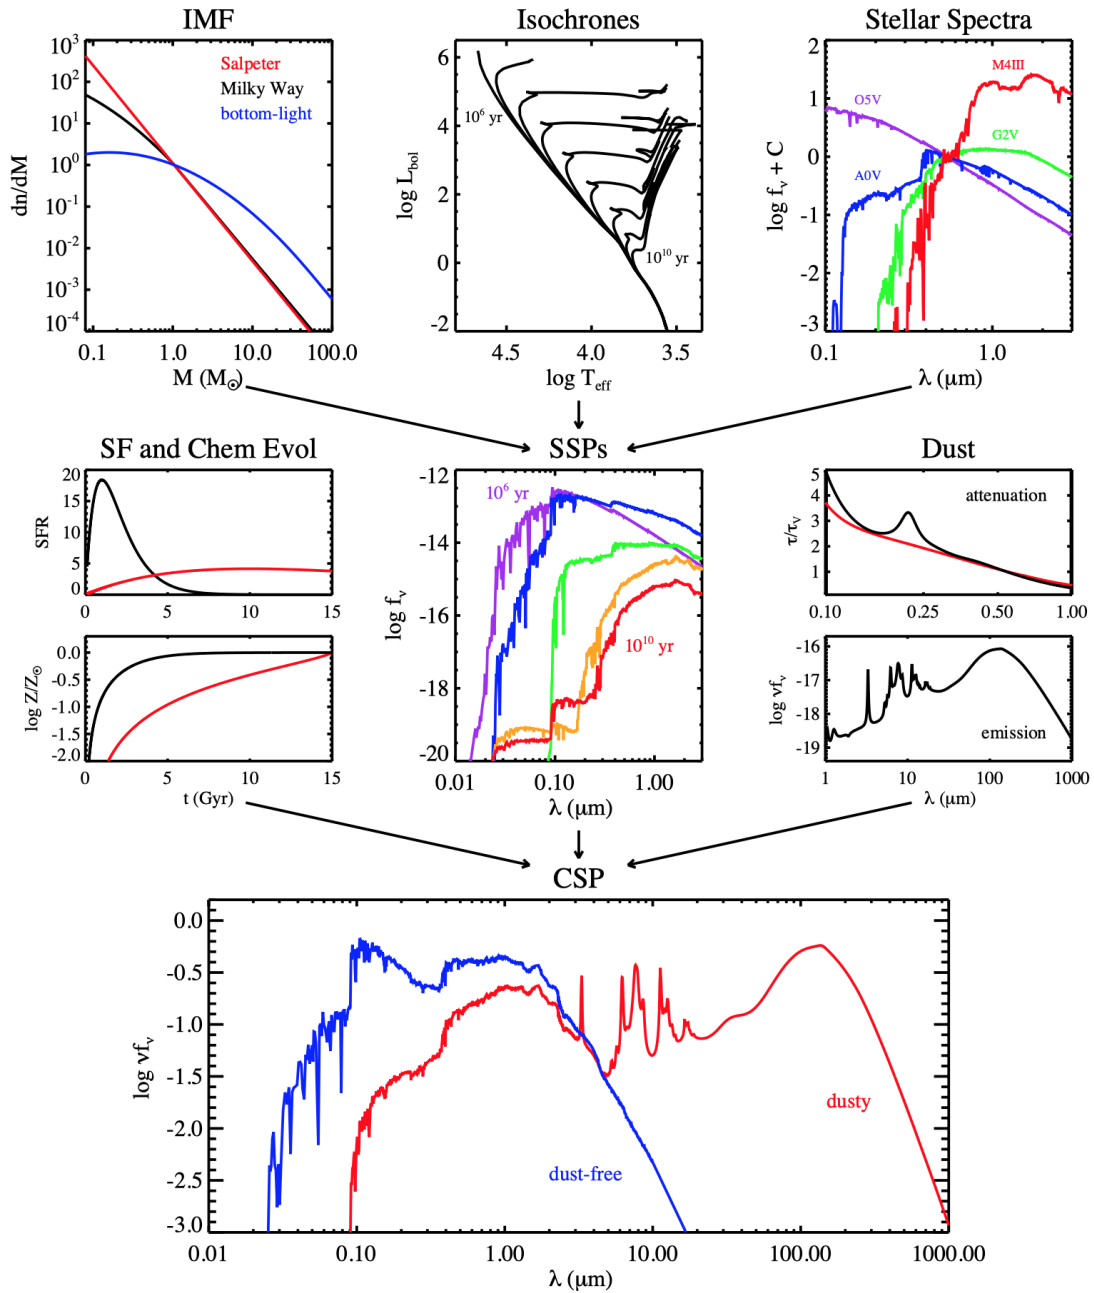 IMF
Isochrones
Stellar Spectra
10³
10²
10¹
10⁰
10⁻¹
10⁻²
10⁻³
10⁻⁴
dn/dM
Salpeter
Milky Way
bottom-light
0.1
1.0
10.0
100.0
M (M⊙)
6
4
2
0
-2
log L_bol
10⁶ yr
10¹⁰ yr
4.5
4.0
3.5
log T_eff
2
1
0
-1
-2
-3
log f_ν + C
M4III
O5V
G2V
A0V
0.1
1.0
λ (μm)
SF and Chem Evol
SSPs
Dust
20
15
10
5
0
SFR
0
5
10
15
0.0
-0.5
-1.0
-1.5
-2.0
log Z/Z⊙
0
5
10
15
t (Gyr)
-12
-14
-16
-18
-20
log f_ν
10⁶ yr
10¹⁰ yr
0.01
0.10
1.00
λ (μm)
5
4
3
2
1
τ/τ_V
attenuation
0.10
0.25
0.50
1.00
-16
-17
-18
-19
log νf_ν
emission
1
10
100
1000
λ (μm)
CSP
0.0
-0.5
-1.0
-1.5
-2.0
-2.5
-3.0
log νf_ν
dusty
dust-free
0.01
0.10
1.00
10.00
100.00
1000.00
λ (μm)